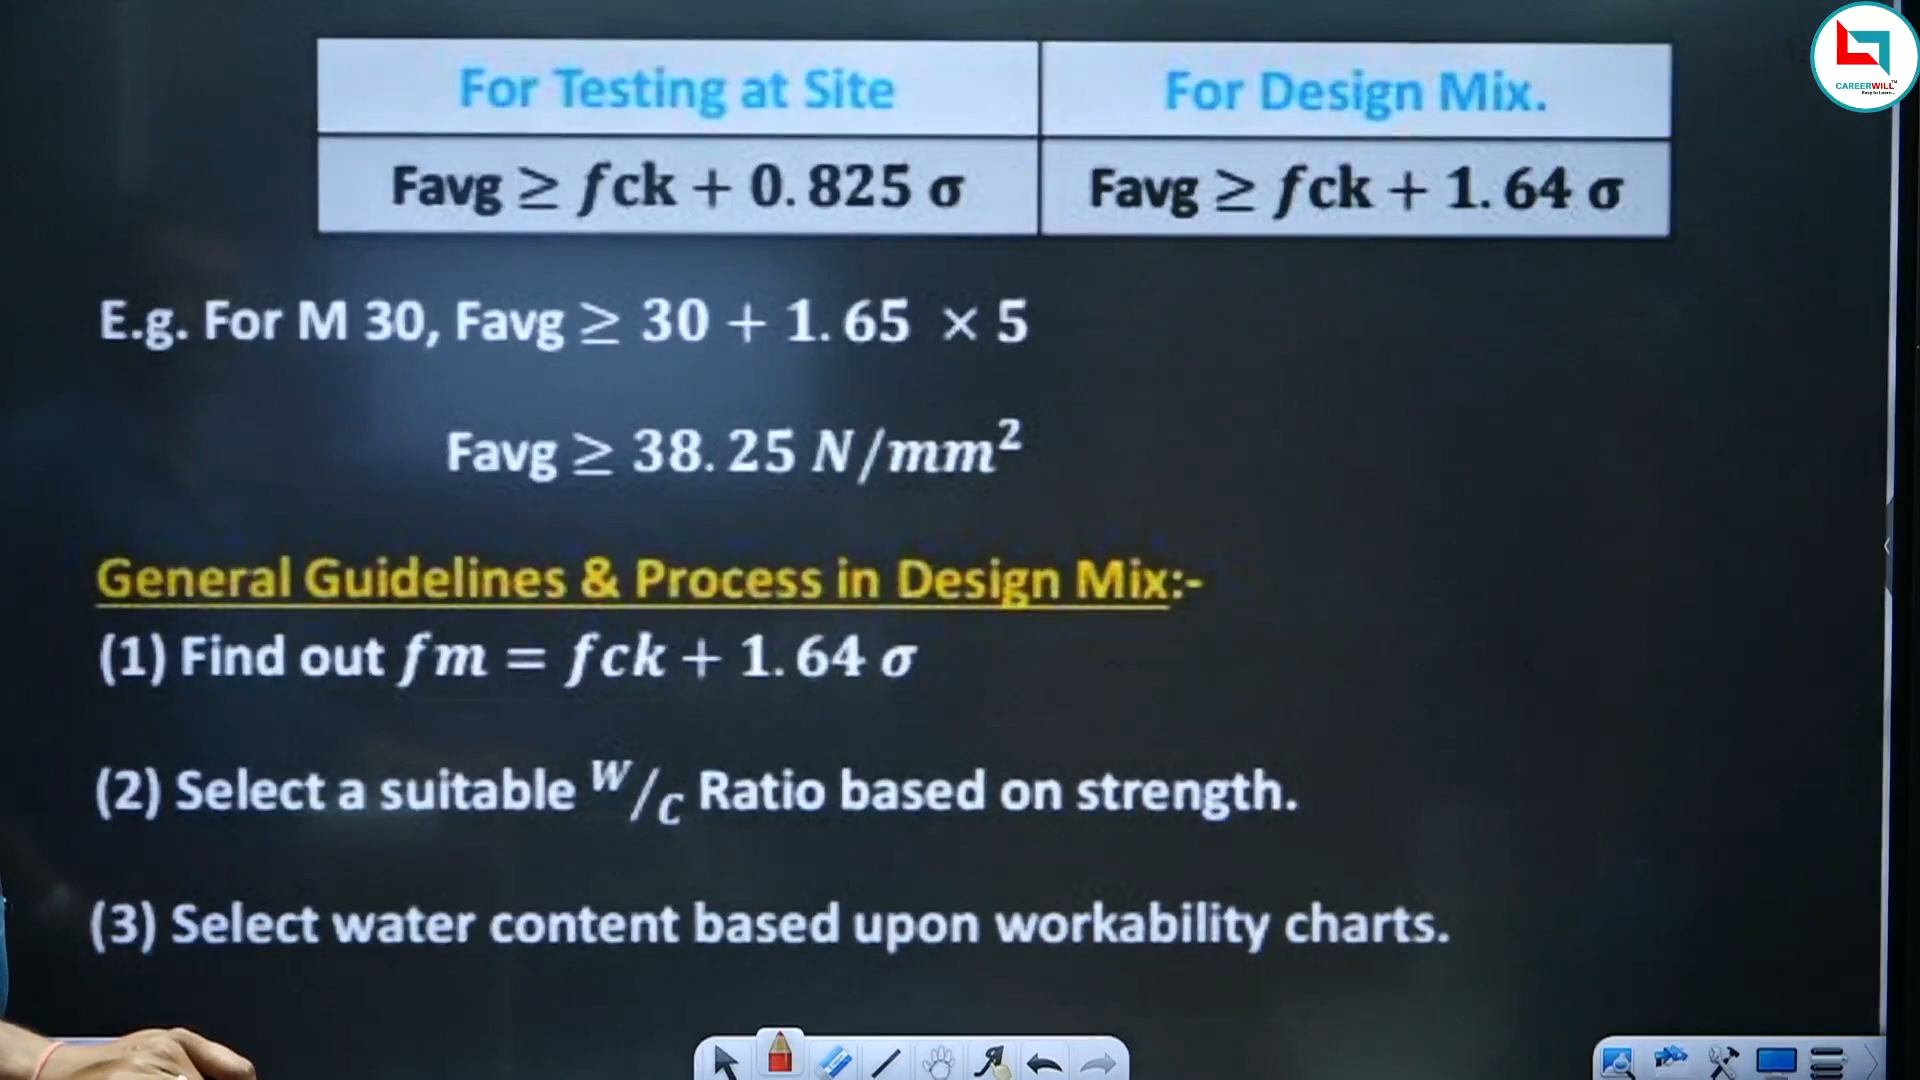 CAREERWILL™
For Testing at Site For Design Mix.
Favg ≥ fck + 0.825 σ Favg ≥ fck + 1.64 σ
E.g. For M 30, Favg ≥ 30 + 1.65 × 5
Favg ≥ 38.25 N/mm²
General Guidelines & Process in Design Mix:-
(1) Find out fm = fck + 1.64 σ
(2) Select a suitable W/C Ratio based on strength.
(3) Select water content based upon workability charts.